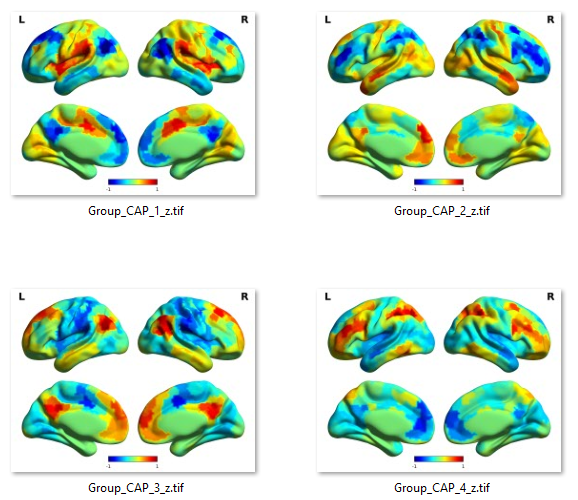 L R
-1 1
Group_CAP_1_z.tif
L R
-1 1
Group_CAP_2_z.tif
L R
-1 1
Group_CAP_3_z.tif
L R
-1 1
Group_CAP_4_z.tif